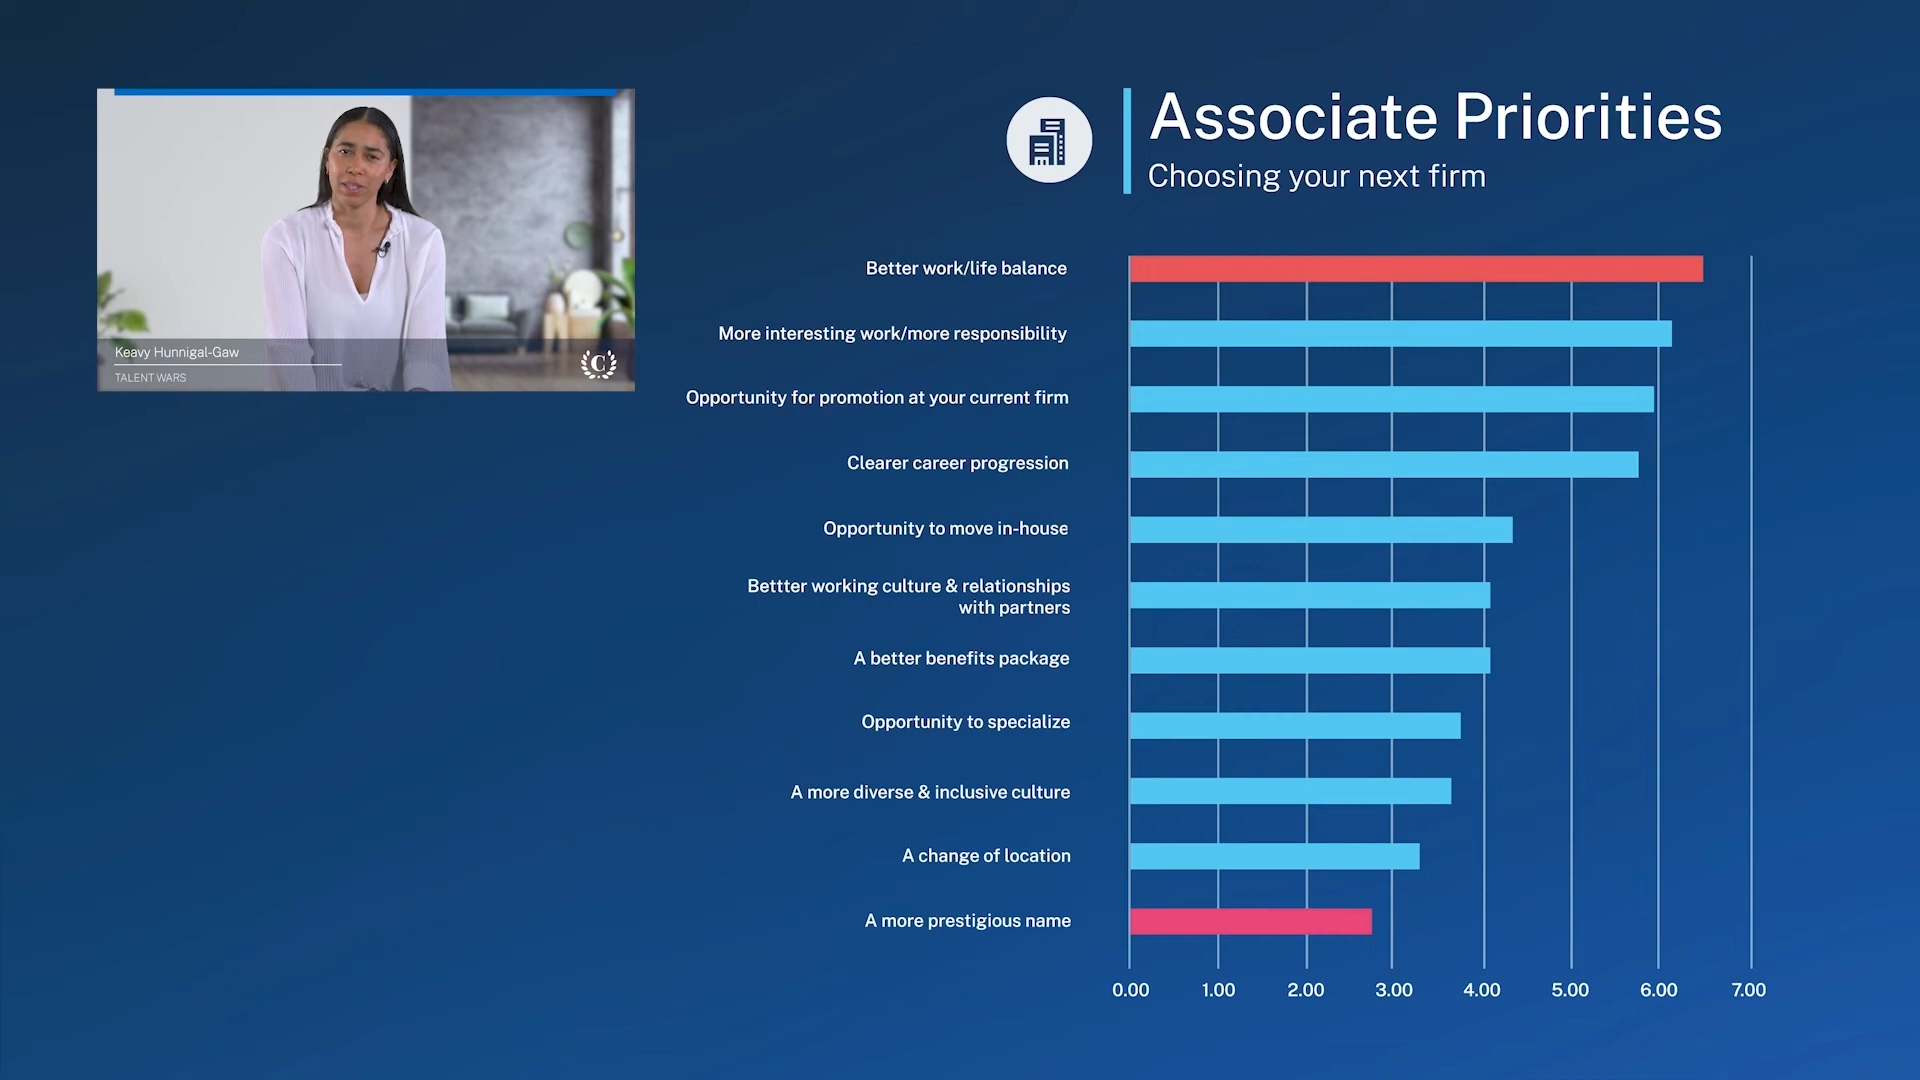 Associate Priorities
Choosing your next firm
Keavy Hunnigal-Gaw
TALENT WARS
C
Better work/life balance
More interesting work/more responsibility
Opportunity for promotion at your current firm
Clearer career progression
Opportunity to move in-house
Bettter working culture & relationships
with partners
A better benefits package
Opportunity to specialize
A more diverse & inclusive culture
A change of location
A more prestigious name
0.00 1.00 2.00 3.00 4.00 5.00 6.00 7.00